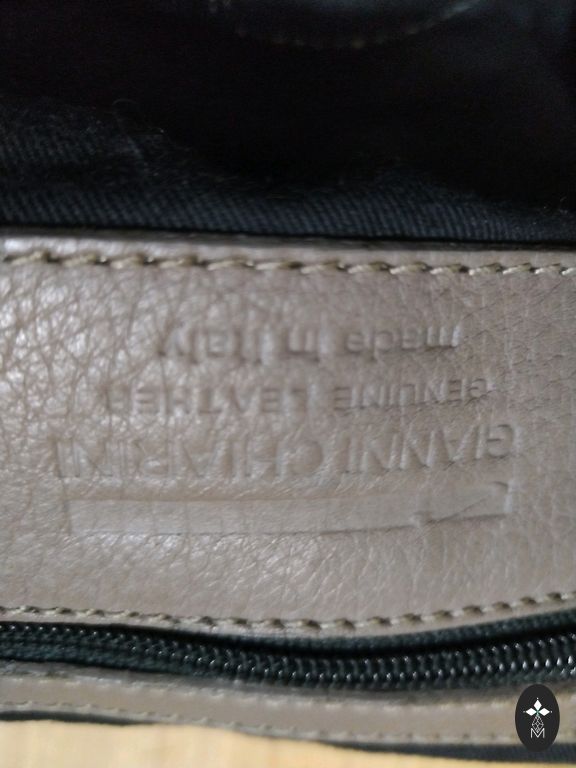 GIANNI CHIARINI
GENUINE LEATHER
made in Italy
M